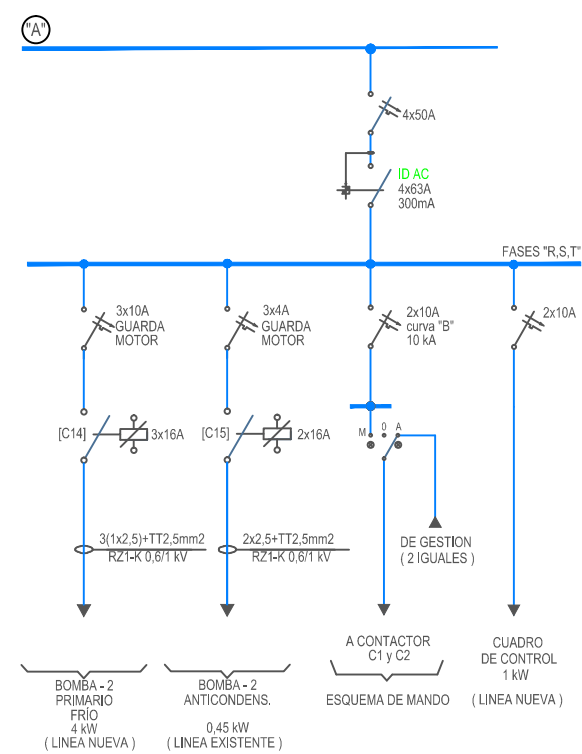 "A"
4x50A
ID AC
4x63A
300mA
FASES "R,S,T"
3x10A
GUARDA
MOTOR
3x4A
GUARDA
MOTOR
2x10A
curva "B"
10 kA
2x10A
[C14]
3x16A
[C15]
2x16A
M 0 A
3(1x2,5)+TT2,5mm2
RZ1-K 0,6/1 kV
2x2,5+TT2,5mm2
RZ1-K 0,6/1 kV
DE GESTION
( 2 IGUALES )
A CONTACTOR
C1 y C2
ESQUEMA DE MANDO
CUADRO
DE CONTROL
1 kW
( LINEA NUEVA )
BOMBA - 2
PRIMARIO
FRÍO
4 kW
( LINEA NUEVA )
BOMBA - 2
ANTICONDENS.
0,45 kW
( LINEA EXISTENTE )